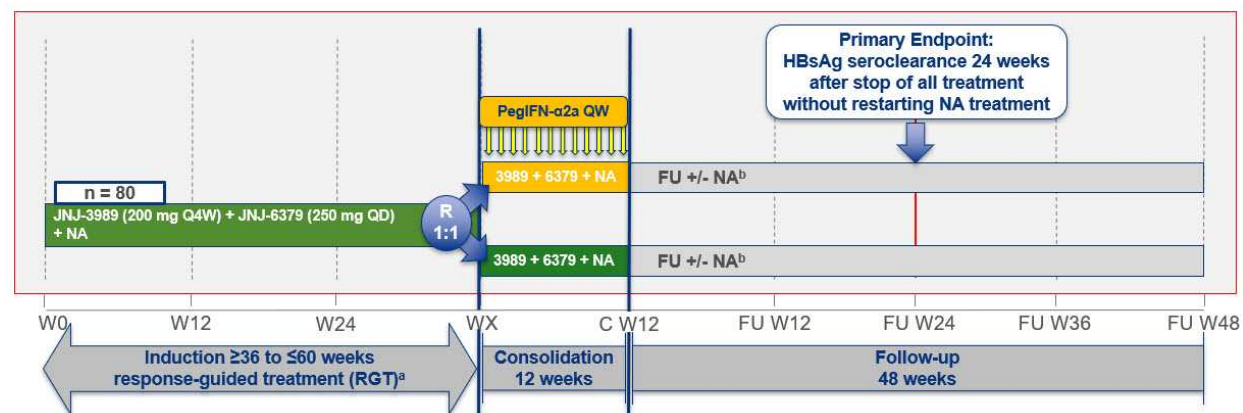 Primary Endpoint:
HBsAg seroclearance 24 weeks
after stop of all treatment
without restarting NA treatment
PegIFN-α2a QW
3989 + 6379 + NA
FU +/- NAᵇ
n = 80
JNJ-3989 (200 mg Q4W) + JNJ-6379 (250 mg QD)
+ NA
R
1:1
3989 + 6379 + NA
FU +/- NAᵇ
W0
W12
W24
WX
C W12
FU W12
FU W24
FU W36
FU W48
Induction ≥36 to ≤60 weeks
response-guided treatment (RGT)ᵃ
Consolidation
12 weeks
Follow-up
48 weeks